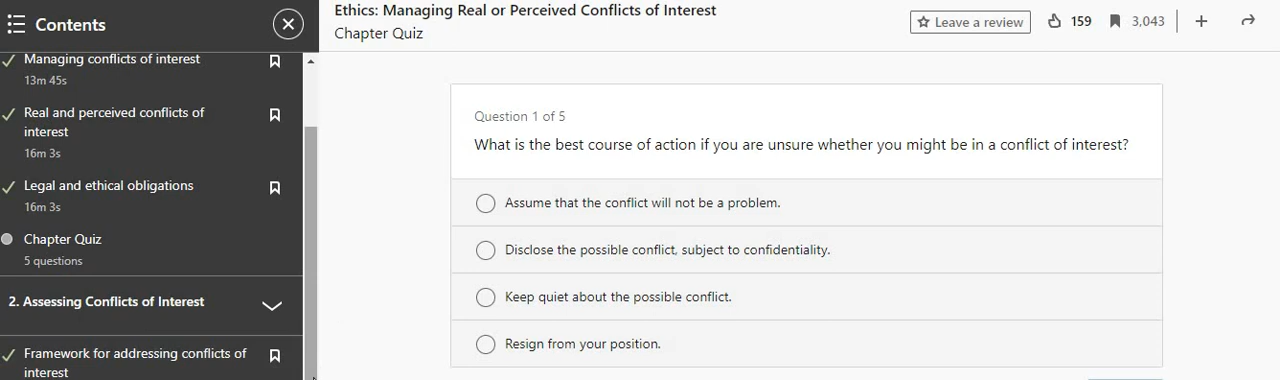 Contents
Managing conflicts of interest
13m 45s
Real and perceived conflicts of
interest
16m 3s
Legal and ethical obligations
16m 3s
Chapter Quiz
5 questions
2. Assessing Conflicts of Interest
Framework for addressing conflicts of
interest
Ethics: Managing Real or Perceived Conflicts of Interest
Chapter Quiz
Leave a review
159
3,043
Question 1 of 5
What is the best course of action if you are unsure whether you might be in a conflict of interest?
Assume that the conflict will not be a problem.
Disclose the possible conflict, subject to confidentiality.
Keep quiet about the possible conflict.
Resign from your position.